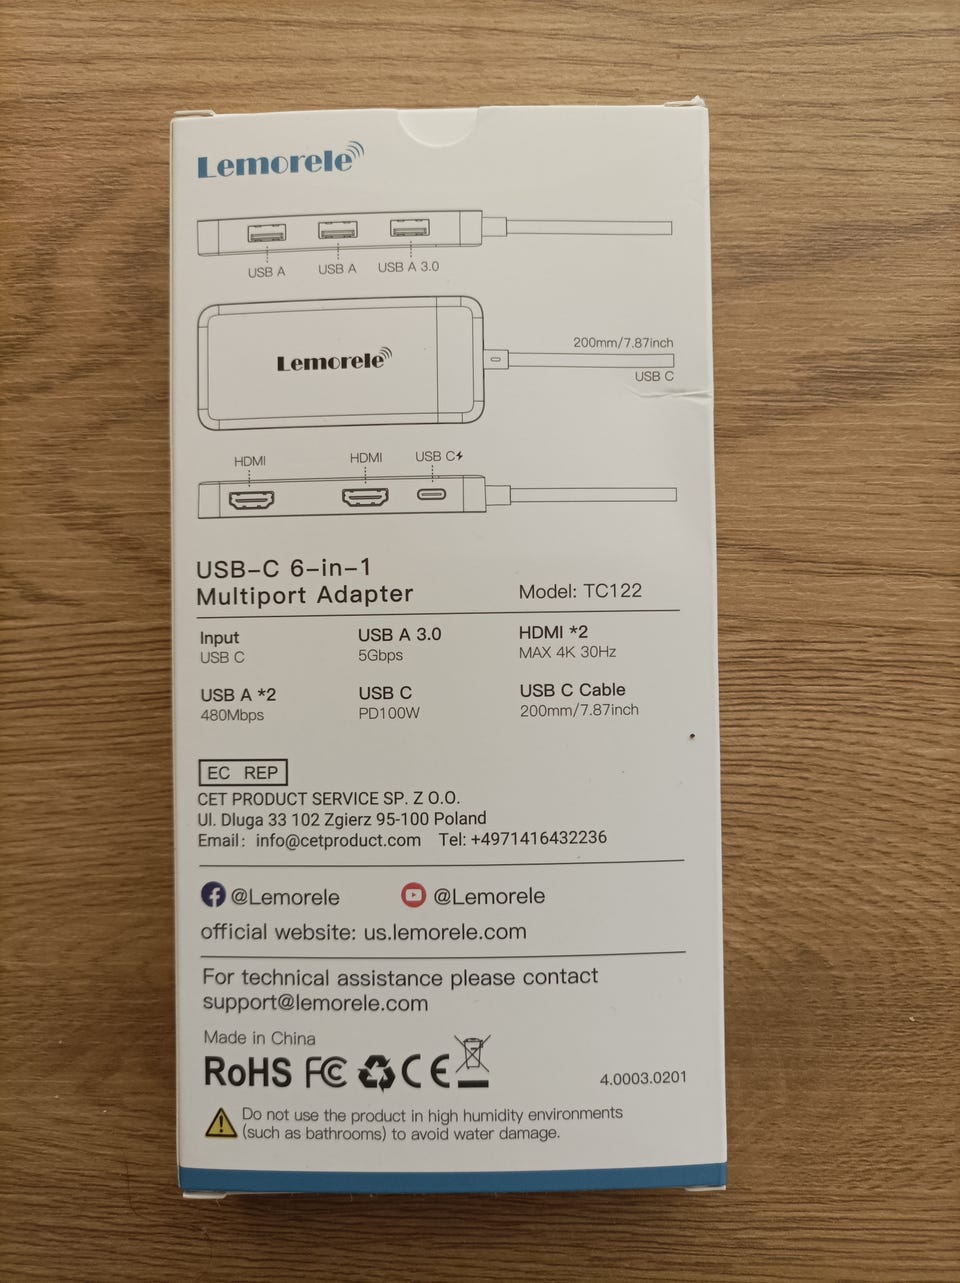 Lemorele
USB A USB A USB A 3.0
Lemorele
200mm/7.87inch
USB C
HDMI HDMI USB C
USB-C 6-in-1
Multiport Adapter
Model: TC122
Input
USB C
USB A 3.0
5Gbps
HDMI *2
MAX 4K 30Hz
USB A *2
480Mbps
USB C
PD100W
USB C Cable
200mm/7.87inch
EC REP
CET PRODUCT SERVICE SP. Z O.O.
Ul. Dluga 33 102 Zgierz 95-100 Poland
Email: info@cetproduct.com Tel: +4971416432236
@Lemorele @Lemorele
official website: us.lemorele.com
For technical assistance please contact
support@lemorele.com
Made in China
RoHS FC CE
4.0003.0201
Do not use the product in high humidity environments
(such as bathrooms) to avoid water damage.